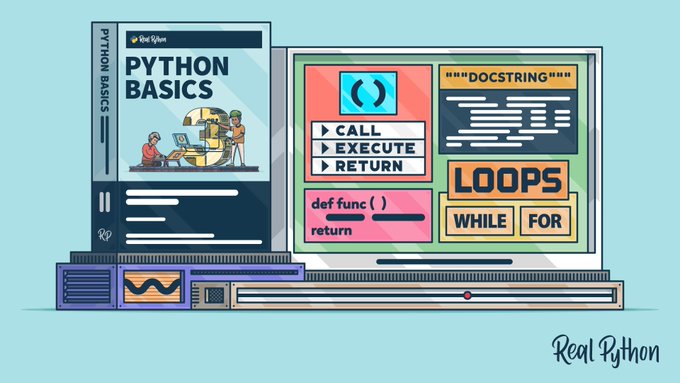 PYTHON BASICS
Real Python
PYTHON
BASICS
3
RP
()
CALL
EXECUTE
RETURN
def func ( )
return
"""DOCSTRING"""
LOOPS
WHILE
FOR
Real Python